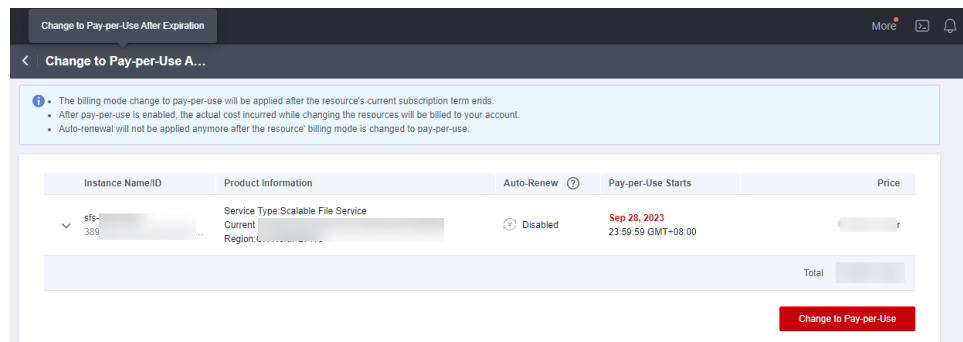 Change to Pay-per-Use After Expiration
More
Change to Pay-per-Use A...
The billing mode change to pay-per-use will be applied after the resource's current subscription term ends.
After pay-per-use is enabled, the actual cost incurred while changing the resources will be billed to your account.
Auto-renewal will not be applied anymore after the resource' billing mode is changed to pay-per-use.
Instance Name/ID Product Information Auto-Renew Pay-per-Use Starts Price
sfs-
389 ...
Service Type:Scalable File Service
Current
Region:
Disabled
Sep 28, 2023
23:59:59 GMT+08:00
Total
Change to Pay-per-Use